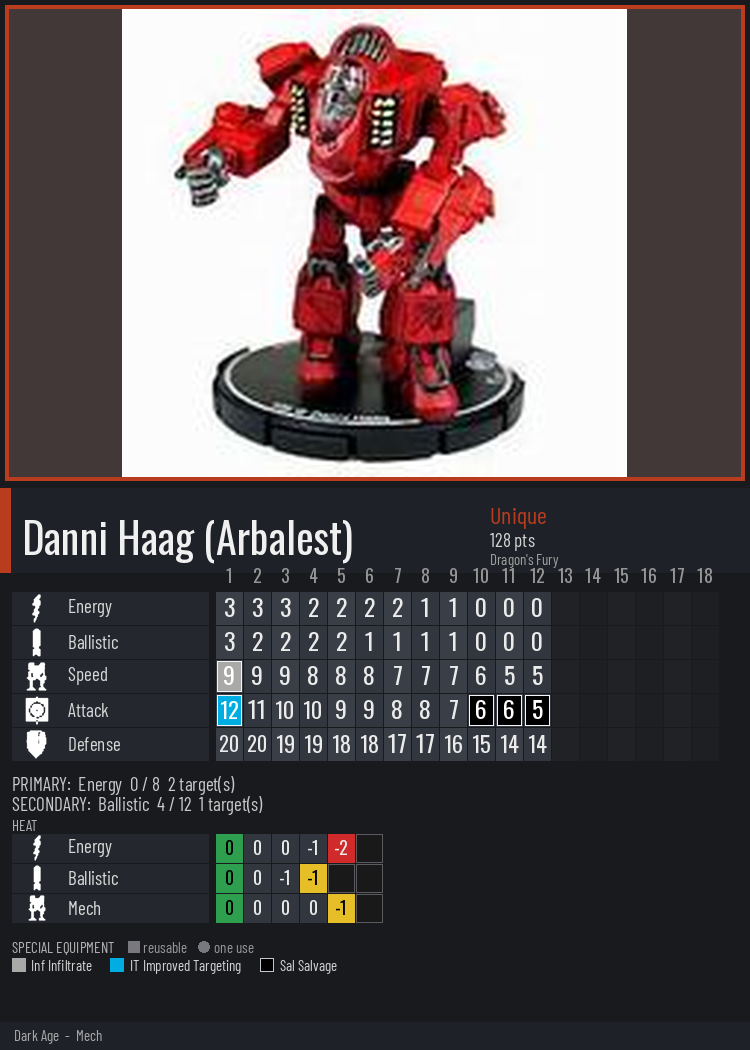 Danni Haag (Arbalest)
Unique
128 pts
Dragon's Fury
1 2 3 4 5 6 7 8 9 10 11 12 13 14 15 16 17 18
Energy 3 3 3 2 2 2 2 1 1 0 0 0
Ballistic 3 2 2 2 2 1 1 1 1 0 0 0
Speed 9 9 9 8 8 8 7 7 7 6 5 5
Attack 12 11 10 10 9 9 8 8 7 6 6 5
Defense 20 20 19 19 18 18 17 17 16 15 14 14
PRIMARY: Energy 0 / 8 2 target(s)
SECONDARY: Ballistic 4 / 12 1 target(s)
HEAT
Energy 0 0 0 -1 -2
Ballistic 0 0 -1 -1
Mech 0 0 0 0 -1
SPECIAL EQUIPMENT reusable one use
Inf Infiltrate IT Improved Targeting Sal Salvage
Dark Age - Mech